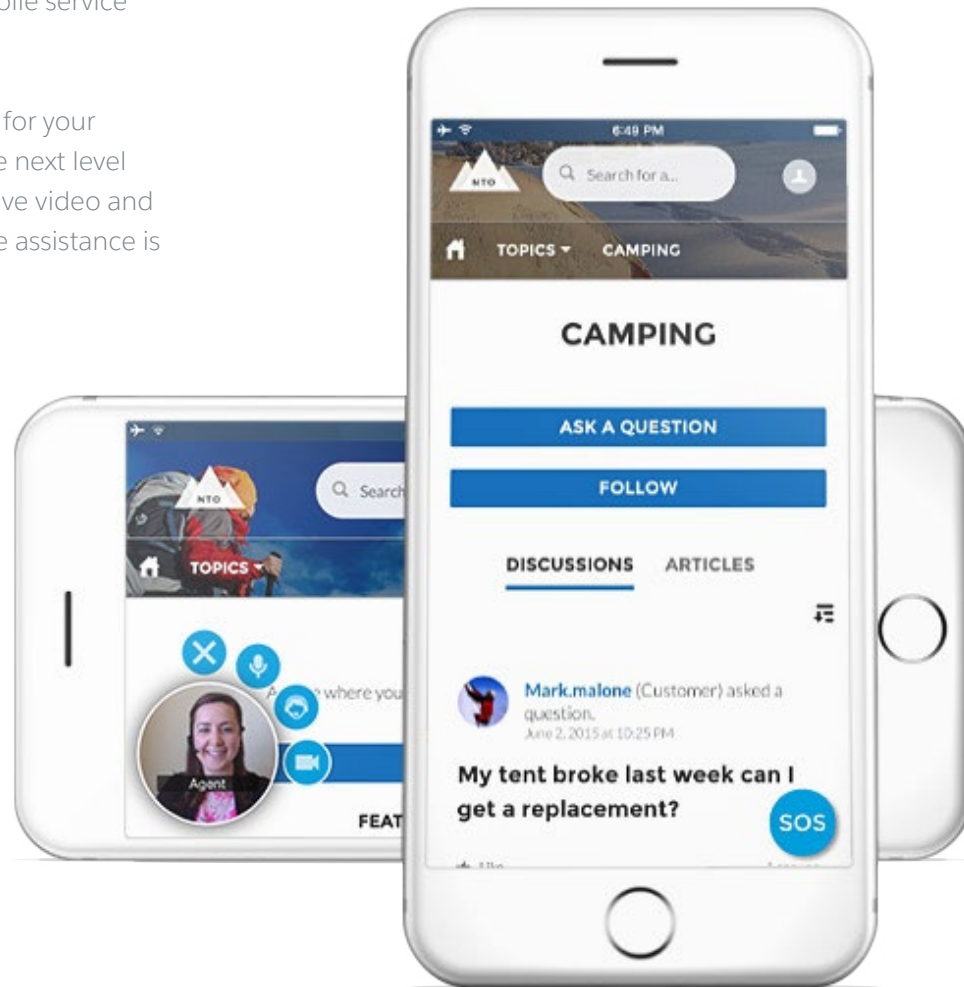 bile service
for your
e next level
ve video and
e assistance is
6:49 PM
NTO
Search for a...
TOPICS
CAMPING
CAMPING
ASK A QUESTION
FOLLOW
DISCUSSIONS
ARTICLES
Mark.malone (Customer) asked a
question.
June 2, 2015 at 10:25 PM
My tent broke last week can I
get a replacement?
SOS
Like
NTO
Search
TOPICS
where you
Agent
FEAT